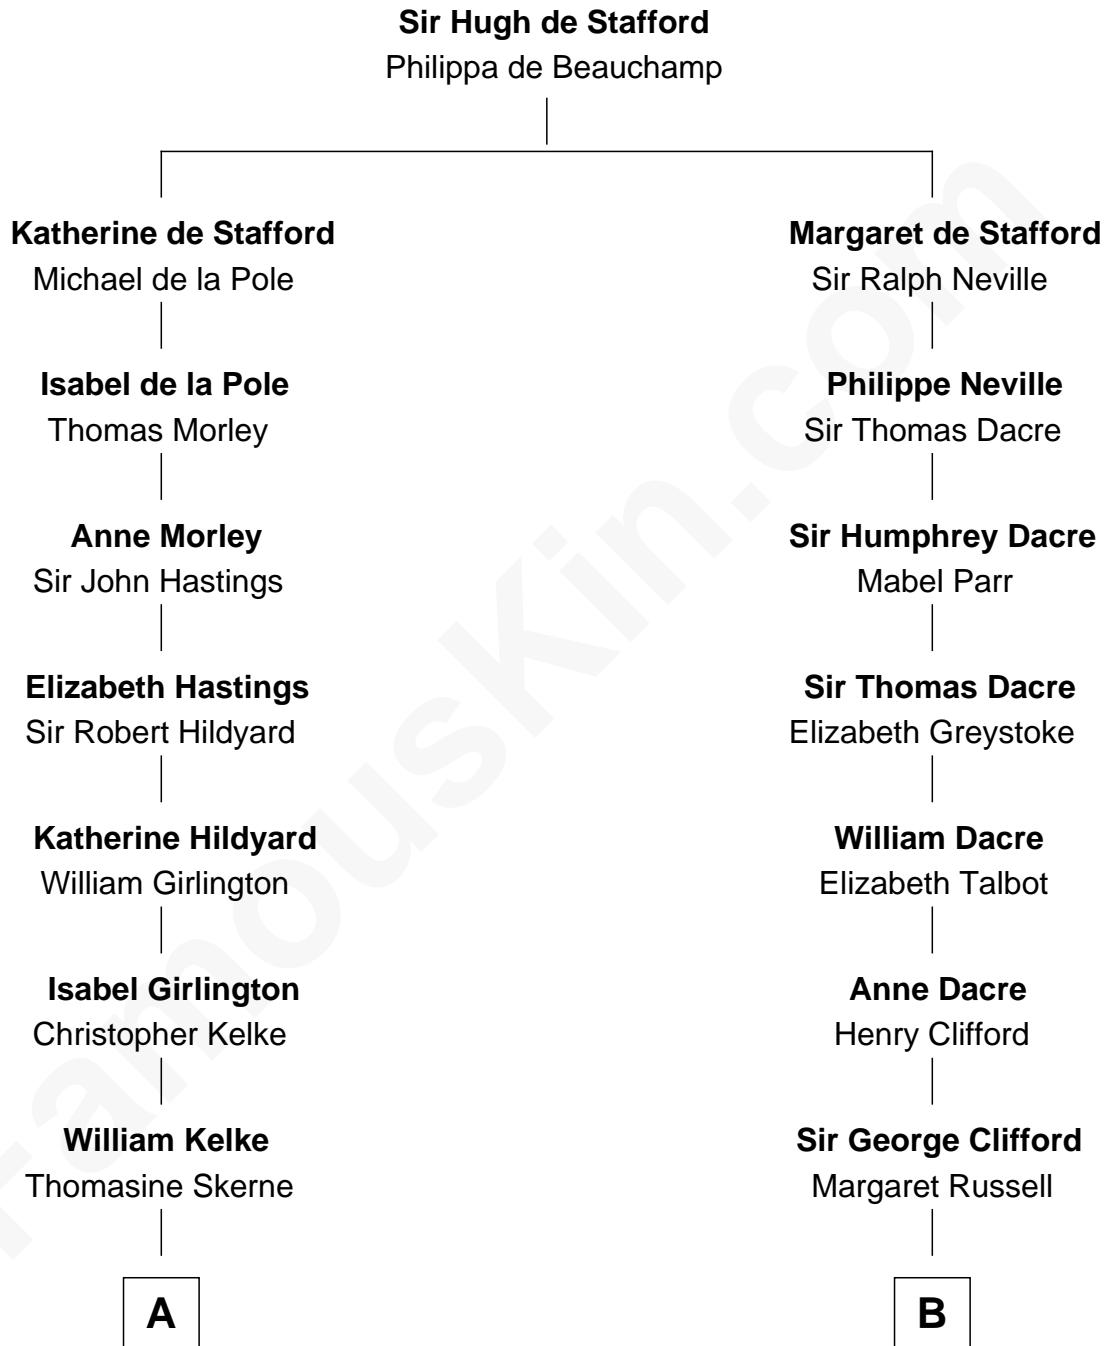 Sir Hugh de Stafford
Philippa de Beauchamp
Katherine de Stafford
Michael de la Pole
Isabel de la Pole
Thomas Morley
Anne Morley
Sir John Hastings
Elizabeth Hastings
Sir Robert Hildyard
Katherine Hildyard
William Girlington
Isabel Girlington
Christopher Kelke
William Kelke
Thomasine Skerne
A
Margaret de Stafford
Sir Ralph Neville
Philippe Neville
Sir Thomas Dacre
Sir Humphrey Dacre
Mabel Parr
Sir Thomas Dacre
Elizabeth Greystoke
William Dacre
Elizabeth Talbot
Anne Dacre
Henry Clifford
Sir George Clifford
Margaret Russell
B
FamousKin.com